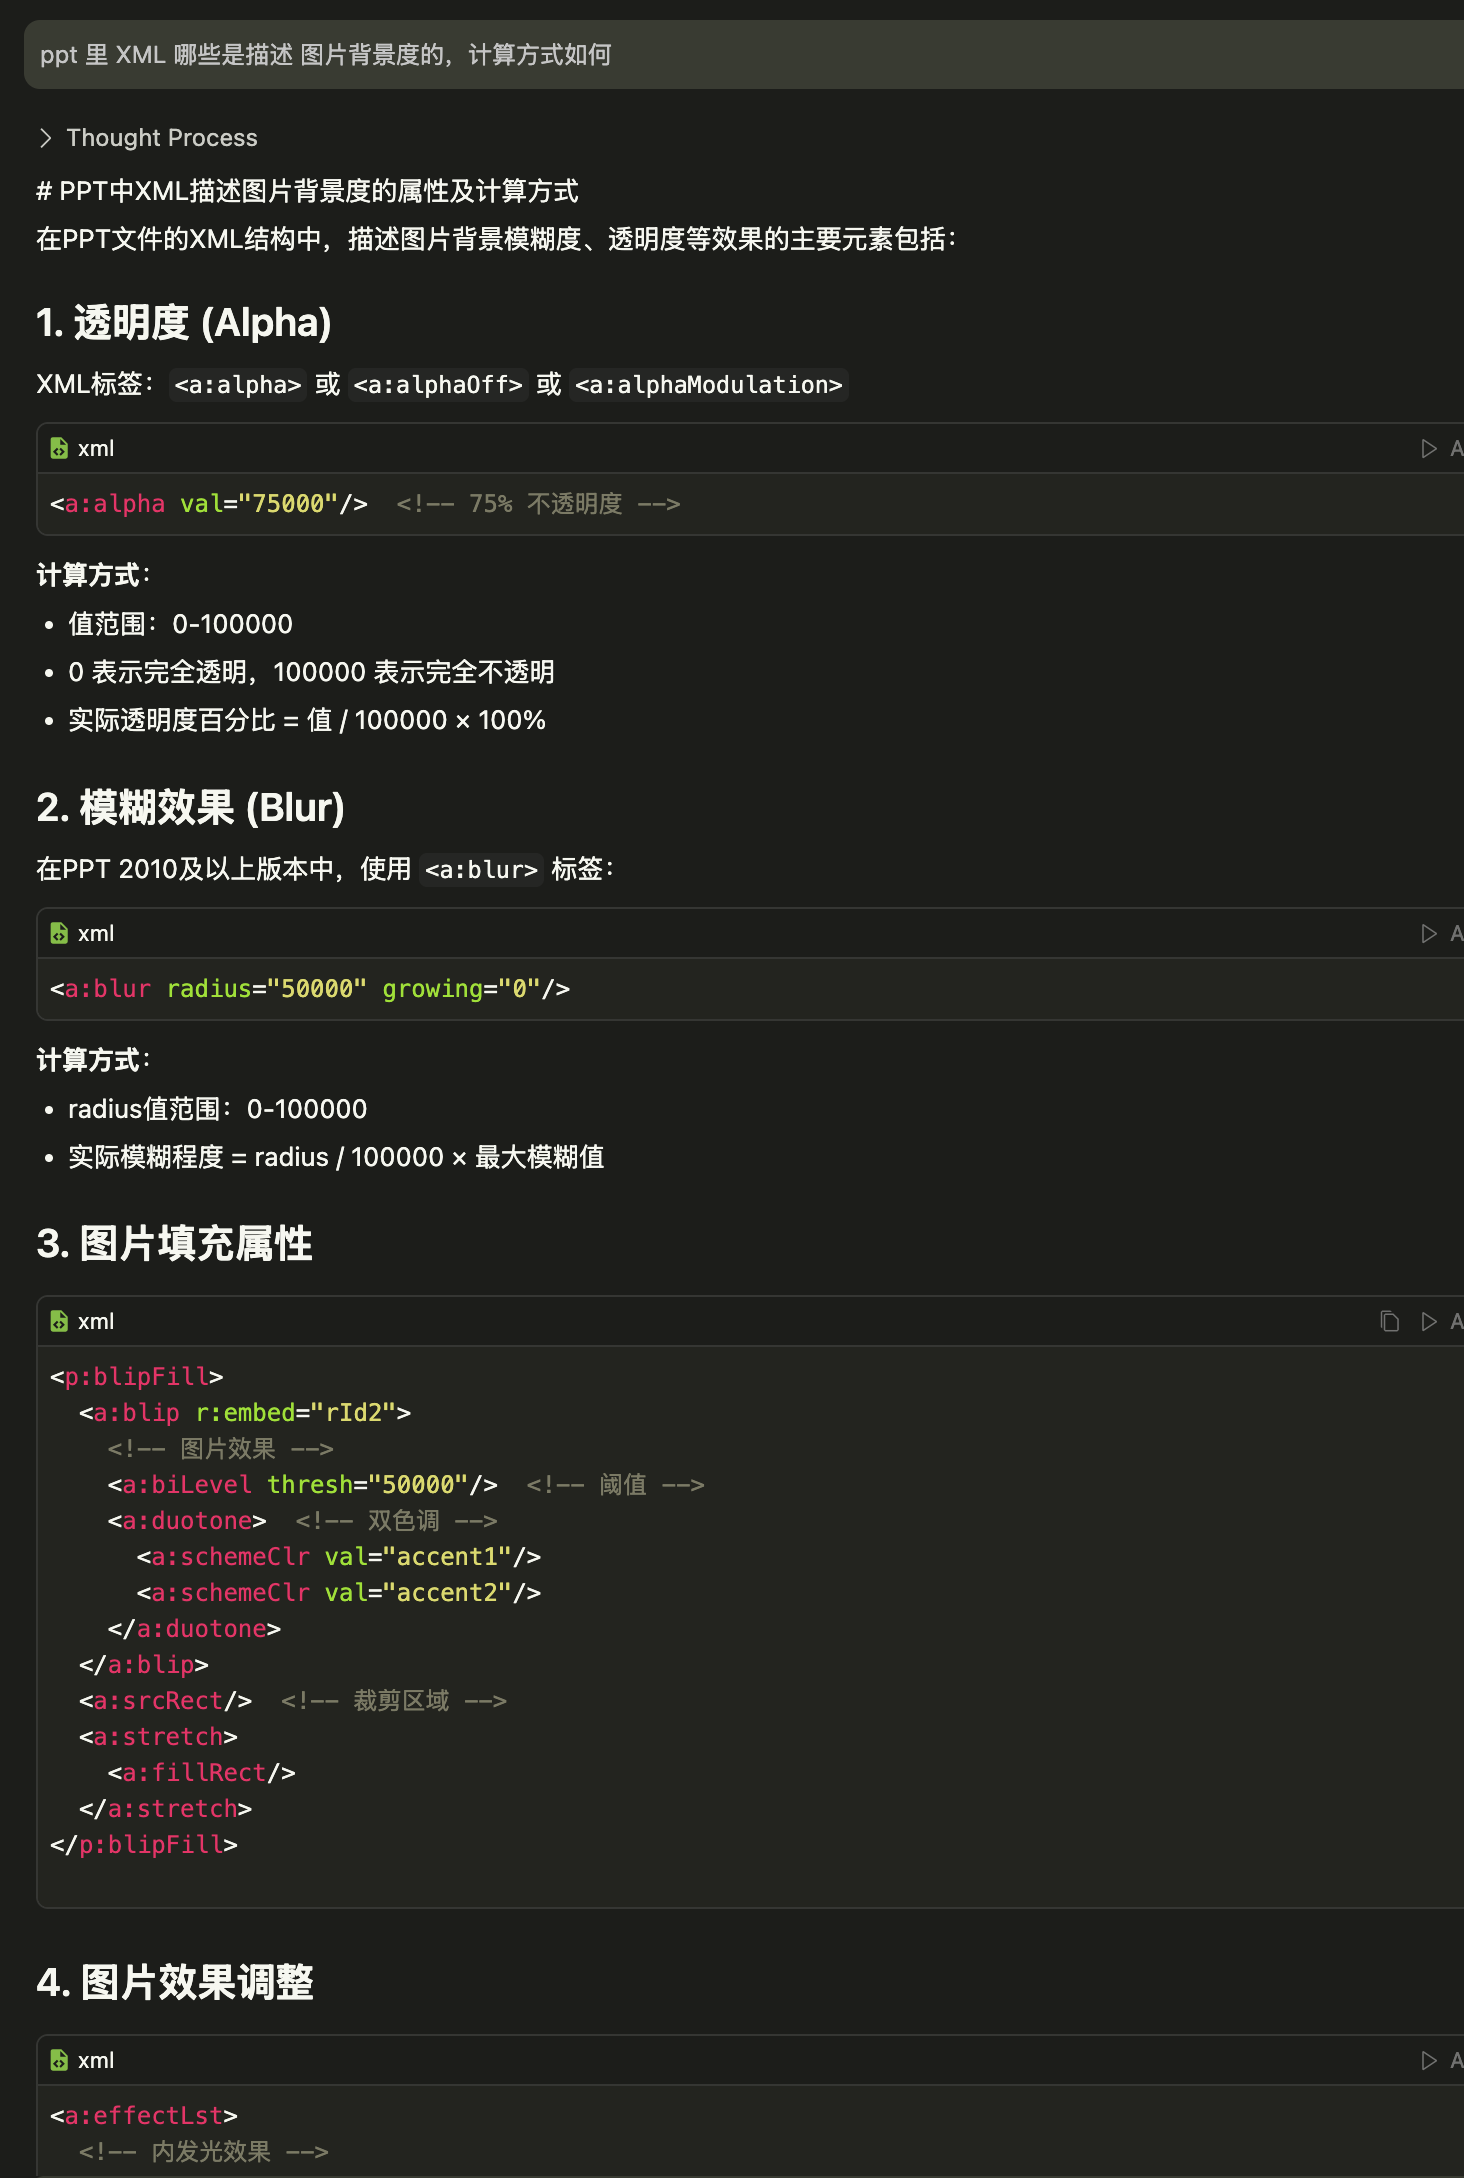 ppt 里 XML 哪些是描述 图片背景度的，计算方式如何
Thought Process
# PPT中XML描述图片背景度的属性及计算方式
在PPT文件的XML结构中，描述图片背景模糊度、透明度等效果的主要元素包括：
1. 透明度 (Alpha)
XML标签： <a:alpha> 或 <a:alphaOff> 或 <a:alphaModulation>
xml
A
<a:alpha val="75000"/>  <!-- 75% 不透明度 -->
计算方式：
• 值范围：0-100000
• 0 表示完全透明，100000 表示完全不透明
• 实际透明度百分比 = 值 / 100000 × 100%
2. 模糊效果 (Blur)
在PPT 2010及以上版本中，使用 <a:blur> 标签：
xml
A
<a:blur radius="50000" growing="0"/>
计算方式：
• radius值范围：0-100000
• 实际模糊程度 = radius / 100000 × 最大模糊值
3. 图片填充属性
xml
A
<p:blipFill>
  <a:blip r:embed="rId2">
    <!-- 图片效果 -->
    <a:biLevel thresh="50000"/>  <!-- 阈值 -->
    <a:duotone>  <!-- 双色调 -->
      <a:schemeClr val="accent1"/>
      <a:schemeClr val="accent2"/>
    </a:duotone>
  </a:blip>
  <a:srcRect/>  <!-- 裁剪区域 -->
  <a:stretch>
    <a:fillRect/>
  </a:stretch>
</p:blipFill>
4. 图片效果调整
xml
A
<a:effectLst>
  <!-- 内发光效果 -->